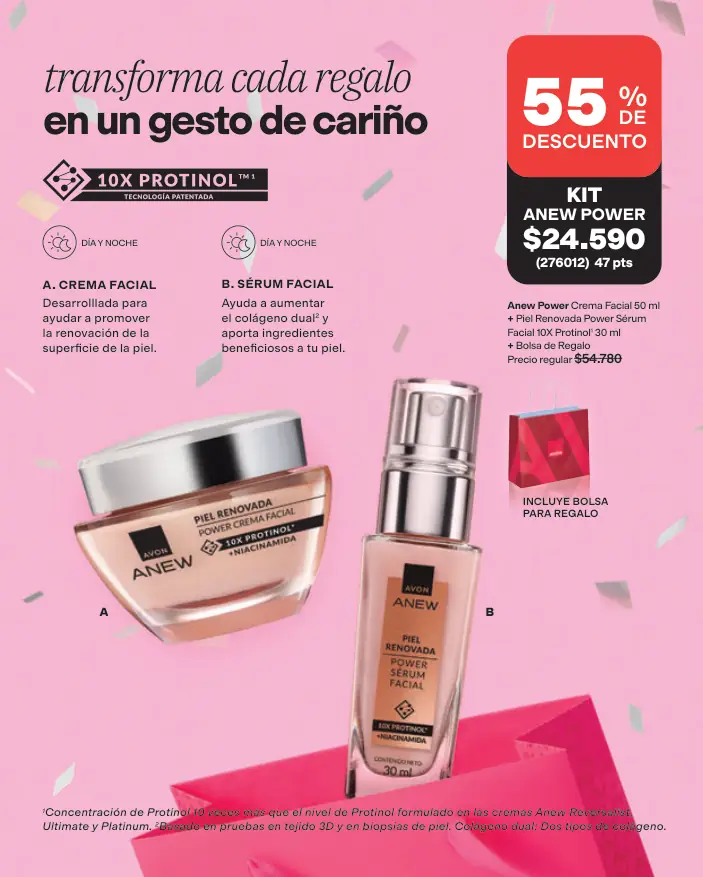 transforma cada regalo
en un gesto de cariño
10X PROTINOL™ ¹
TECNOLOGÍA PATENTADA
DÍA Y NOCHE
A. CREMA FACIAL
Desarrolllada para
ayudar a promover
la renovación de la
superficie de la piel.
DÍA Y NOCHE
B. SÉRUM FACIAL
Ayuda a aumentar
el colágeno dual² y
aporta ingredientes
beneficiosos a tu piel.
55 % DE
DESCUENTO
KIT
ANEW POWER
$24.590
(276012) 47 pts
Anew Power Crema Facial 50 ml
+ Piel Renovada Power Sérum
Facial 10X Protinol¹ 30 ml
+ Bolsa de Regalo
Precio regular $54.780
INCLUYE BOLSA
PARA REGALO
PIEL RENOVADA
POWER CREMA FACIAL
10X PROTINOL*
+NIACINAMIDA
AVON
ANEW
A
AVON
ANEW
PIEL
RENOVADA
POWER
SÉRUM
FACIAL
10X PROTINOL*
+NIACINAMIDA
CONTENIDO NETO:
30 ml
B
¹Concentración de Protinol 10 veces más que el nivel de Protinol formulado en las cremas Anew Reversalist,
Ultimate y Platinum. ²Basado en pruebas en tejido 3D y en biopsias de piel. Colágeno dual: Dos tipos de colágeno.